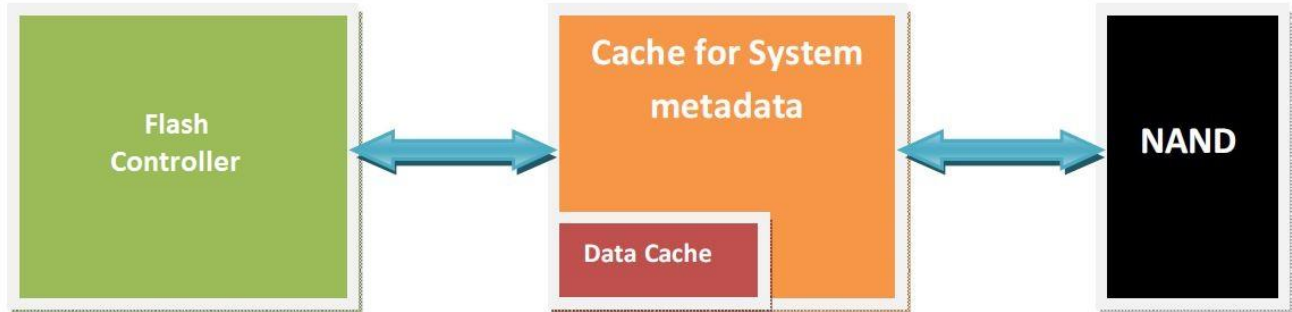 Flash
Controller
Cache for System
metadata
Data Cache
NAND